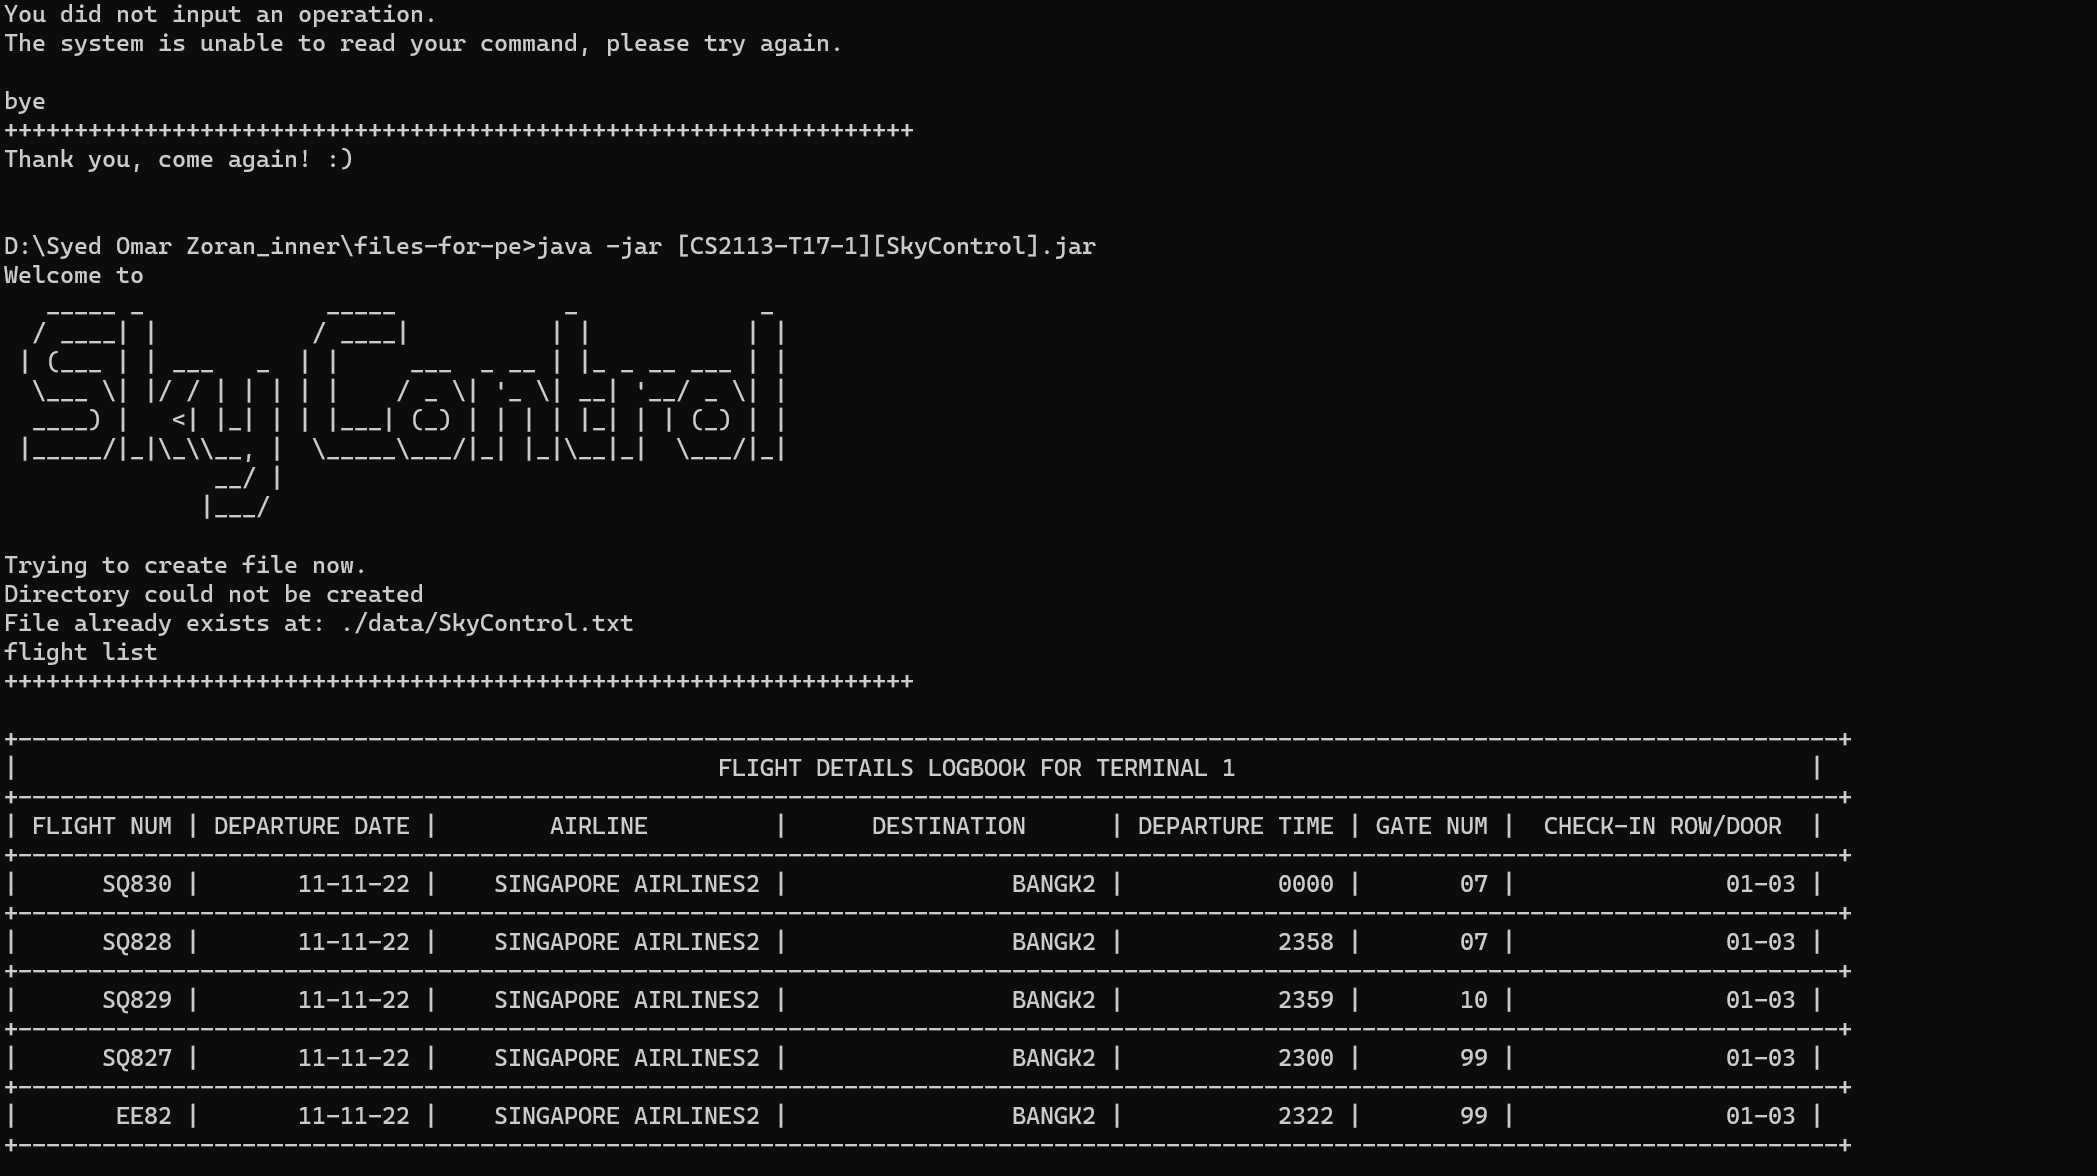 You did not input an operation.
The system is unable to read your command, please try again.
bye
+++++++++++++++++++++++++++++++++++++++++++++++++++++++++++++++++
Thank you, come again! :)
D:\Syed Omar Zoran_inner\files-for-pe>java -jar [CS2113-T17-1][SkyControl].jar
Welcome to
SkyControl
Trying to create file now.
Directory could not be created
File already exists at: ./data/SkyControl.txt
flight list
+++++++++++++++++++++++++++++++++++++++++++++++++++++++++++++++++
FLIGHT DETAILS LOGBOOK FOR TERMINAL 1
| FLIGHT NUM | DEPARTURE DATE | AIRLINE | DESTINATION | DEPARTURE TIME | GATE NUM | CHECK-IN ROW/DOOR |
| SQ830 | 11-11-22 | SINGAPORE AIRLINES2 | BANGK2 | 0000 | 07 | 01-03 |
| SQ828 | 11-11-22 | SINGAPORE AIRLINES2 | BANGK2 | 2358 | 07 | 01-03 |
| SQ829 | 11-11-22 | SINGAPORE AIRLINES2 | BANGK2 | 2359 | 10 | 01-03 |
| SQ827 | 11-11-22 | SINGAPORE AIRLINES2 | BANGK2 | 2300 | 99 | 01-03 |
| EE82 | 11-11-22 | SINGAPORE AIRLINES2 | BANGK2 | 2322 | 99 | 01-03 |